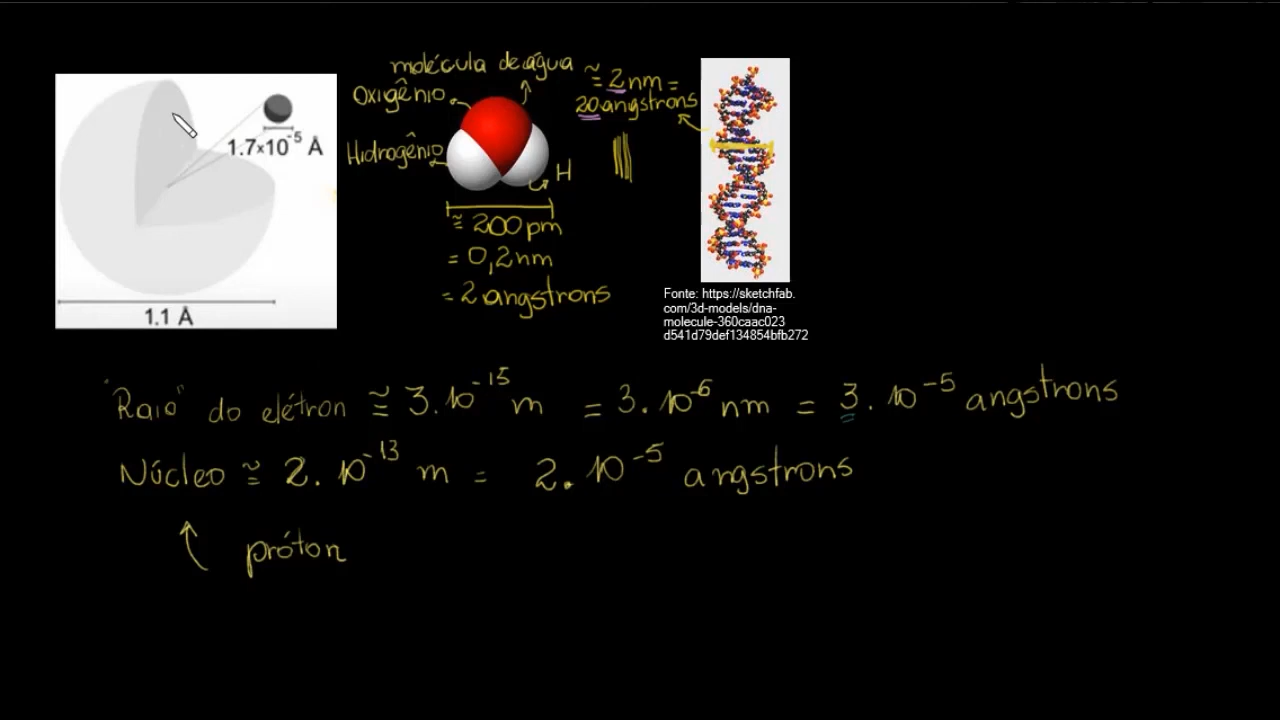 molécula de água
Oxigênio
Hidrogênio
H
≅ 200 pm
= 0,2nm
= 2 angstrons
≅ 2nm =
20 angstrons
1.7×10⁻⁵ Å
1.1 Å
Fonte: https://sketchfab.
com/3d-models/dna-
molecule-360caac023
d541d79def134854bfb272
"Raio" do elétron ≅ 3.10⁻¹⁵ m = 3.10⁻⁶ nm = 3.10⁻⁵ angstrons
Núcleo ≅ 2.10⁻¹³ m = 2.10⁻⁵ angstrons
próton